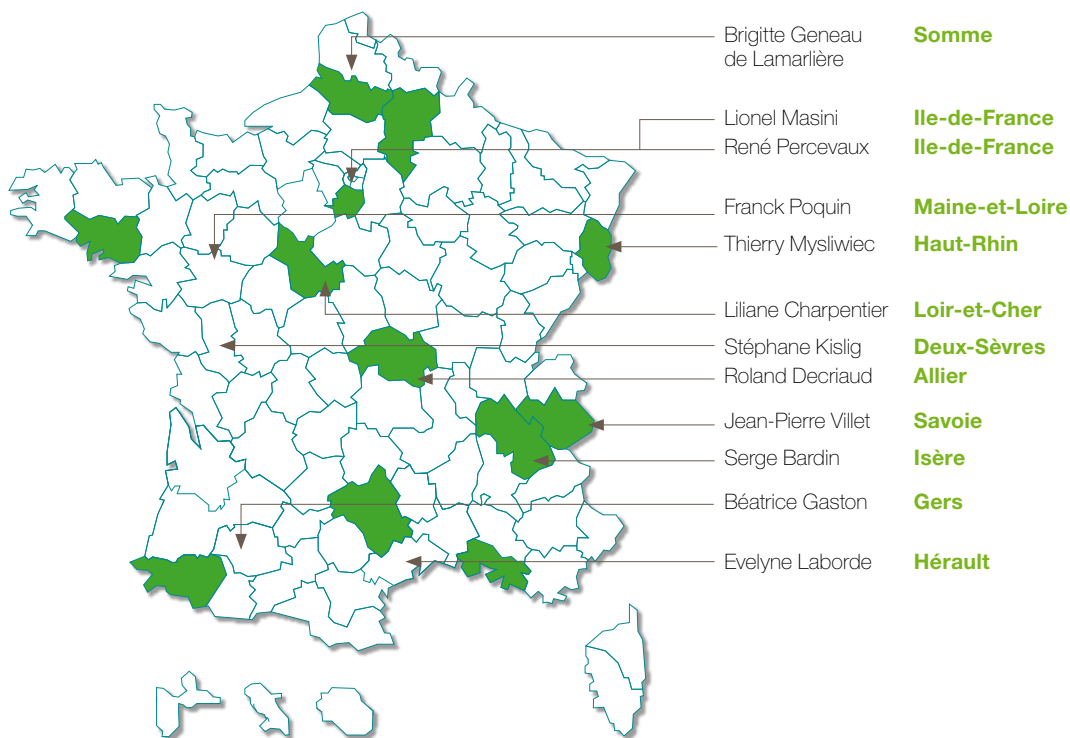 Brigitte Geneau Somme
de Lamarlière
Lionel Masini Ile-de-France
René Percevaux Ile-de-France
Franck Poquin Maine-et-Loire
Thierry Mysliwiec Haut-Rhin
Liliane Charpentier Loir-et-Cher
Stéphane Kislig Deux-Sèvres
Roland Decriaud Allier
Jean-Pierre Villet Savoie
Serge Bardin Isère
Béatrice Gaston Gers
Evelyne Laborde Hérault